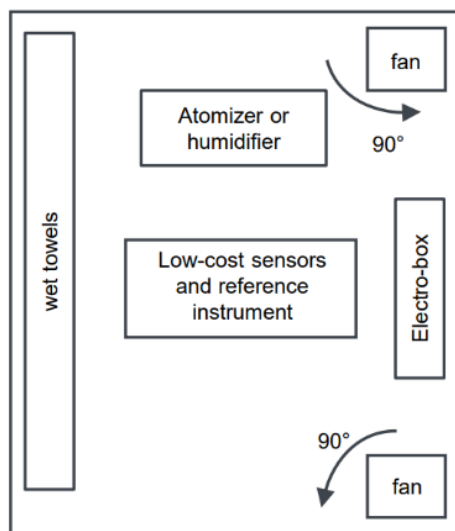 fan
Atomizer or
humidifier
90°
wet towels
Low-cost sensors
and reference
instrument
Electro-box
90°
fan